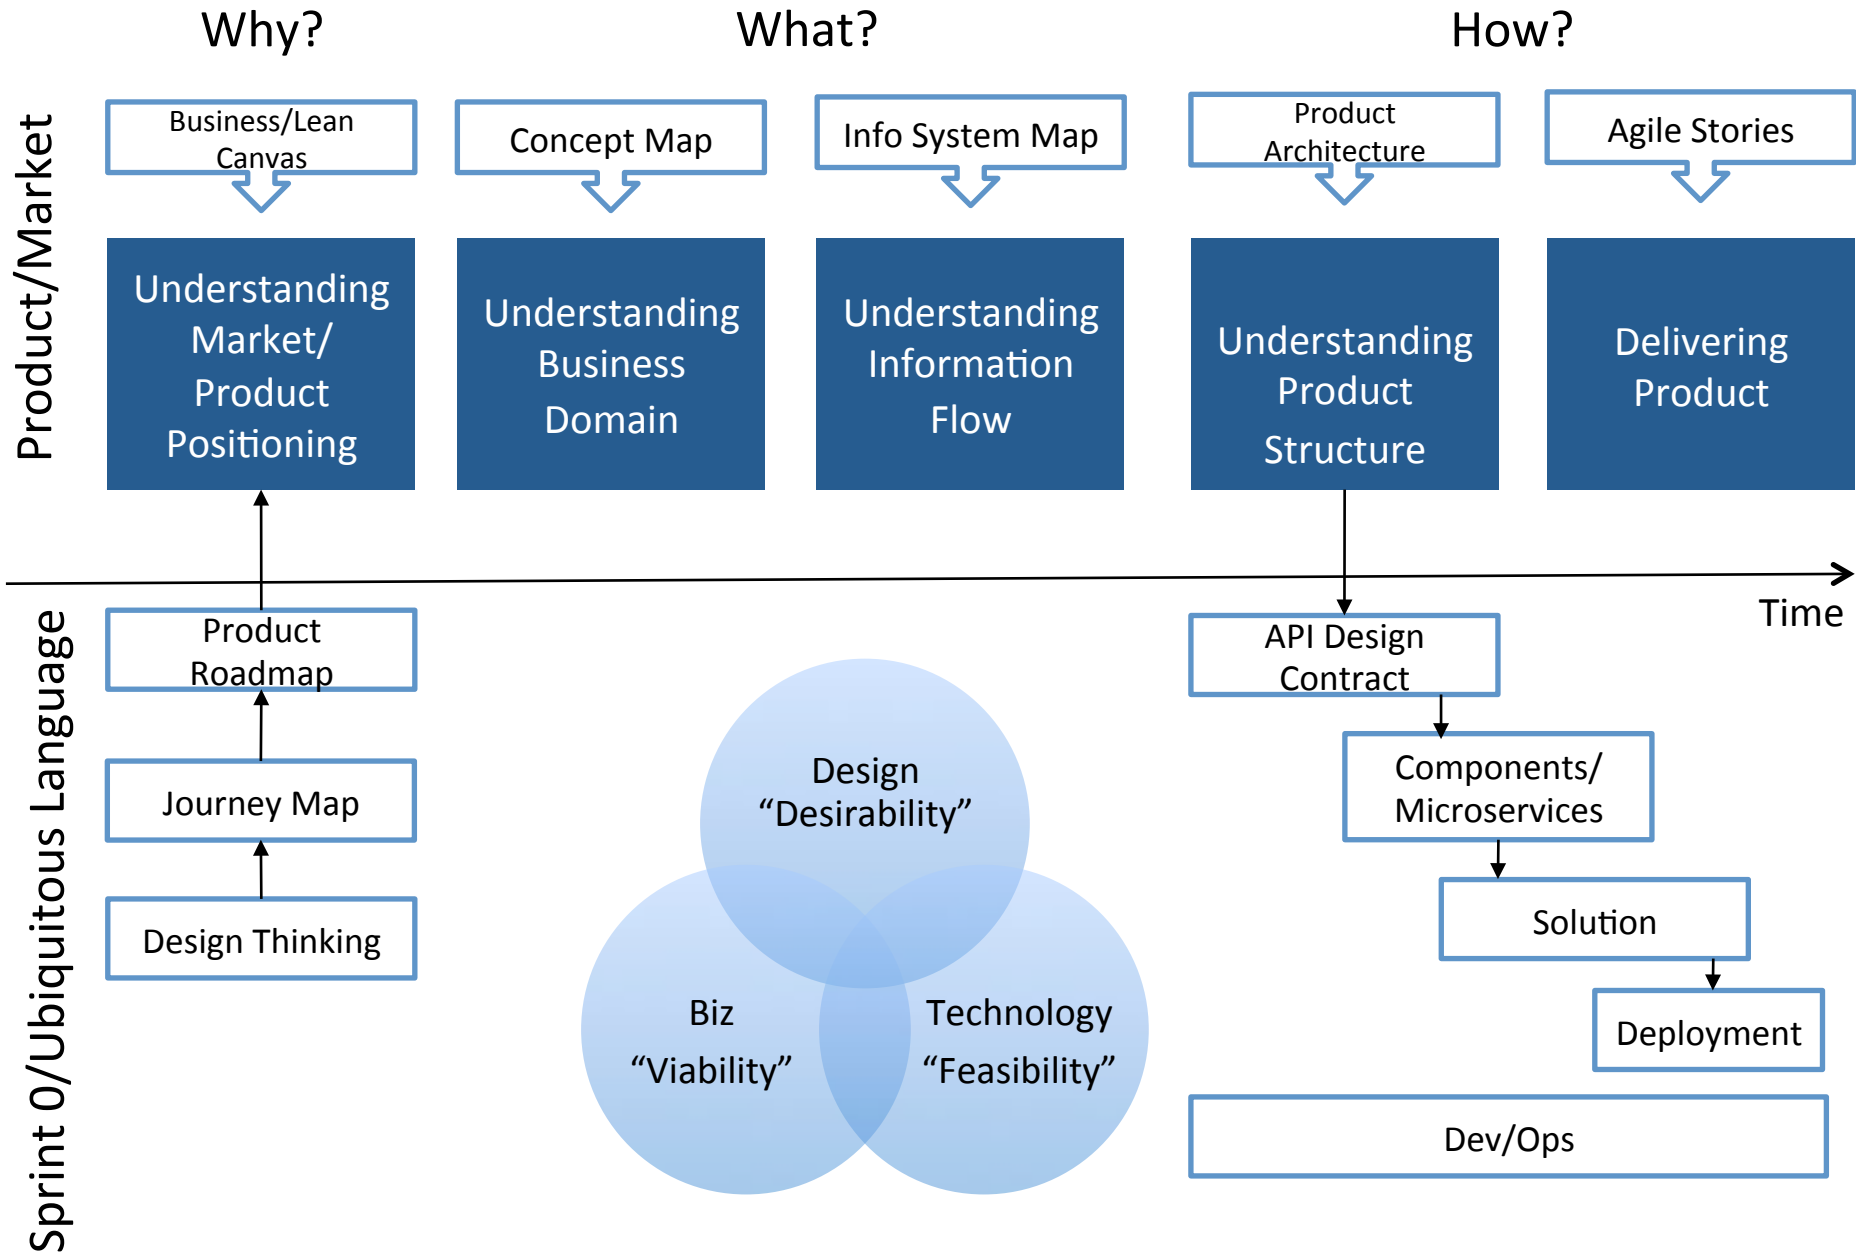 Why?
What?
How?
Product/Market
Business/Lean
Canvas
Concept Map
Info System Map
Product
Architecture
Agile Stories
Understanding
Market/
Product
Positioning
Understanding
Business
Domain
Understanding
Information
Flow
Understanding
Product
Structure
Delivering
Product
Time
Sprint 0/Ubiquitous Language
Product
Roadmap
Journey Map
Design Thinking
Design
“Desirability”
Biz
“Viability”
Technology
“Feasibility”
API Design
Contract
Components/
Microservices
Solution
Deployment
Dev/Ops